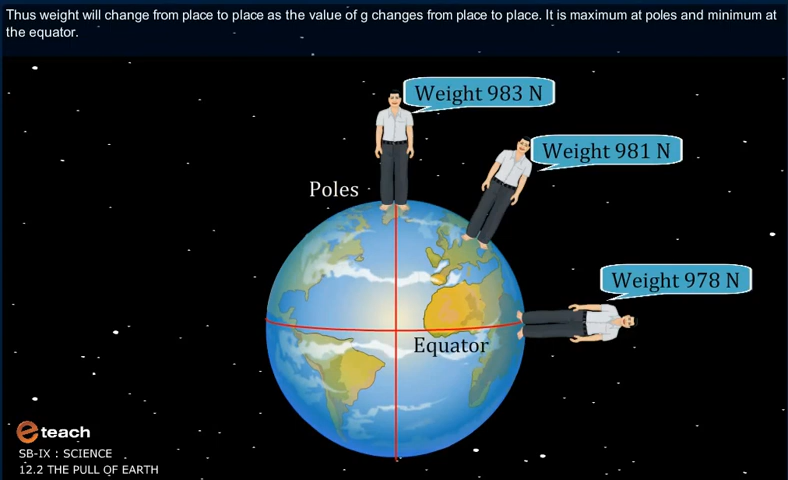 Thus weight will change from place to place as the value of g changes from place to place. It is maximum at poles and minimum at
the equator.
Weight 983 N
Weight 981 N
Poles
Weight 978 N
Equator
eteach
SB-IX : SCIENCE
12.2 THE PULL OF EARTH